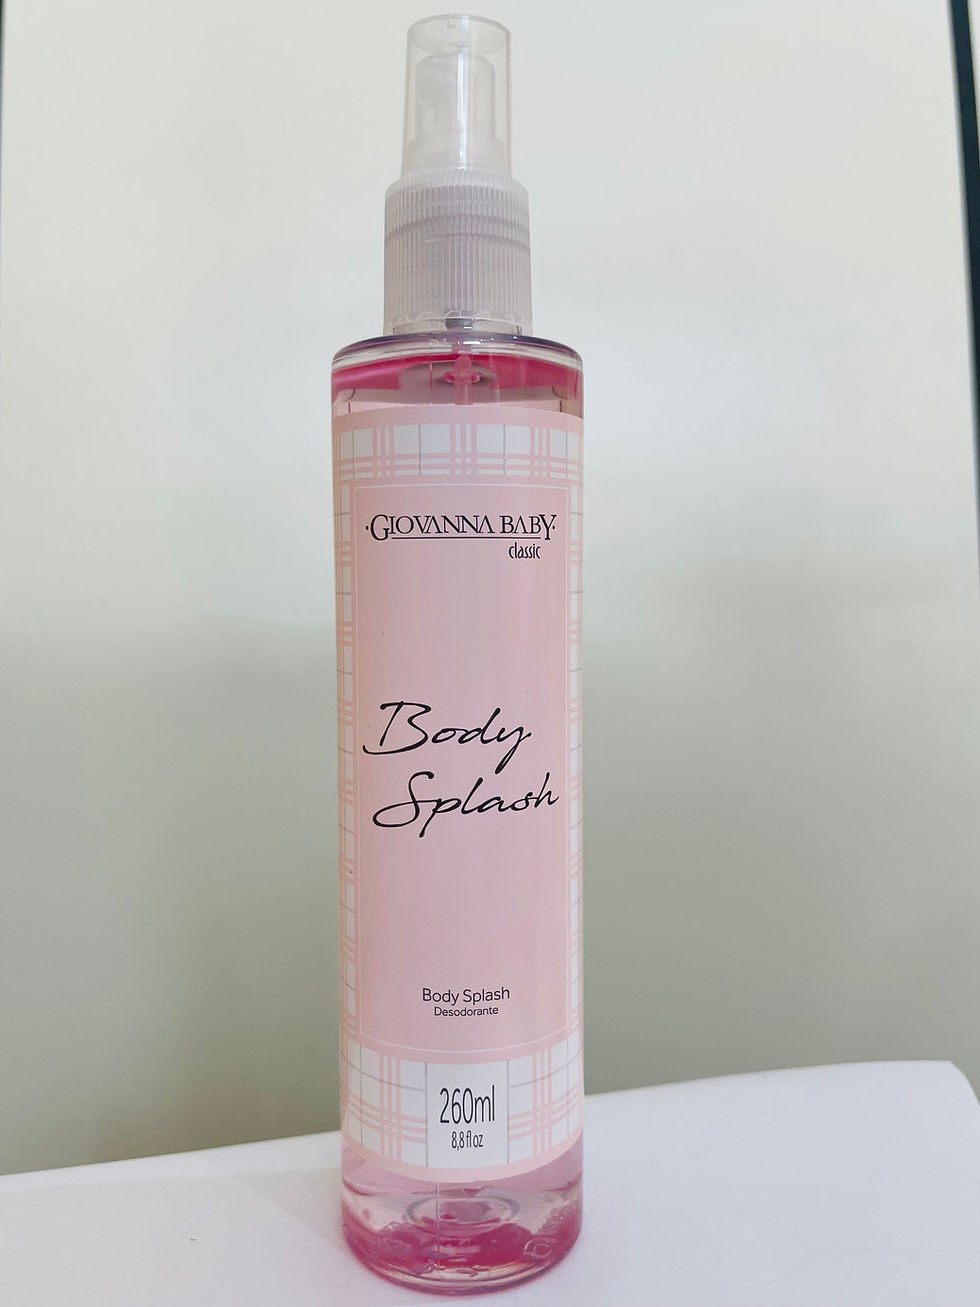 ·GIOVANNA BABY·
classic
Body
Splash
Body Splash
Desodorante
260ml
8,8 fl oz